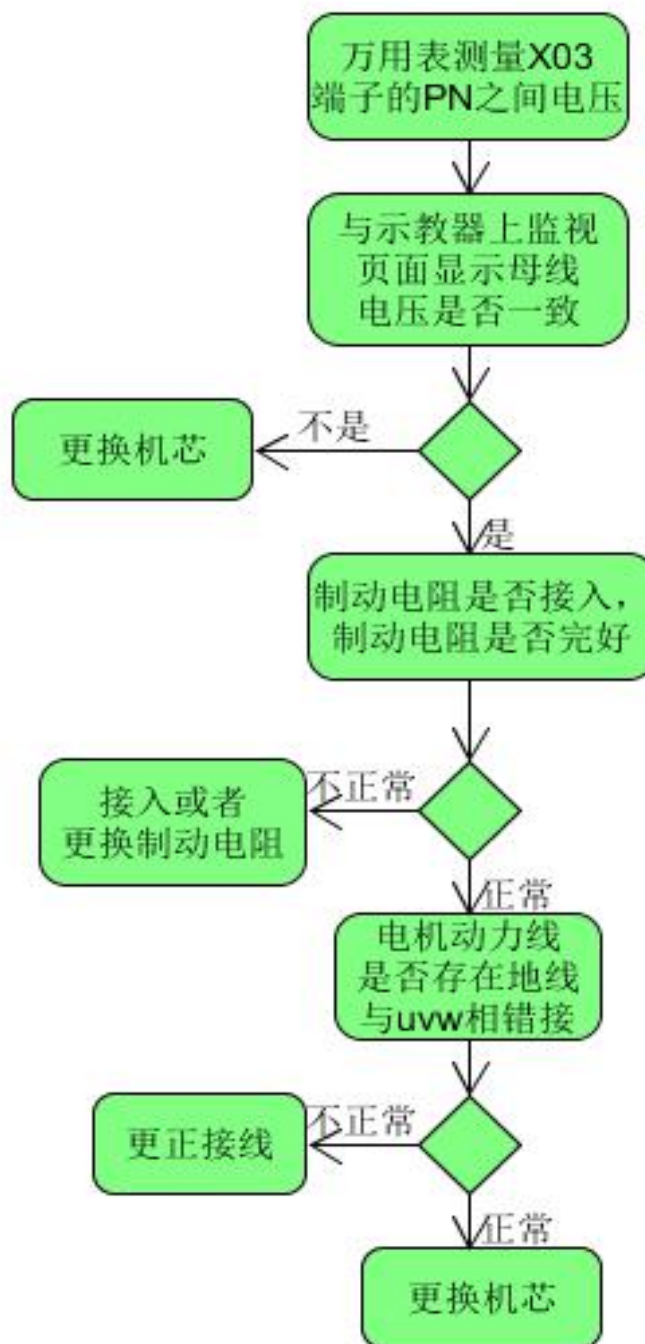 万用表测量X03
端子的PN之间电压
与示教器上监视
页面显示母线
电压是否一致
不是
更换机芯
是
制动电阻是否接入，
制动电阻是否完好
不正常
接入或者
更换制动电阻
正常
电机动力线
是否存在地线
与uvw相错接
不正常
更正接线
正常
更换机芯